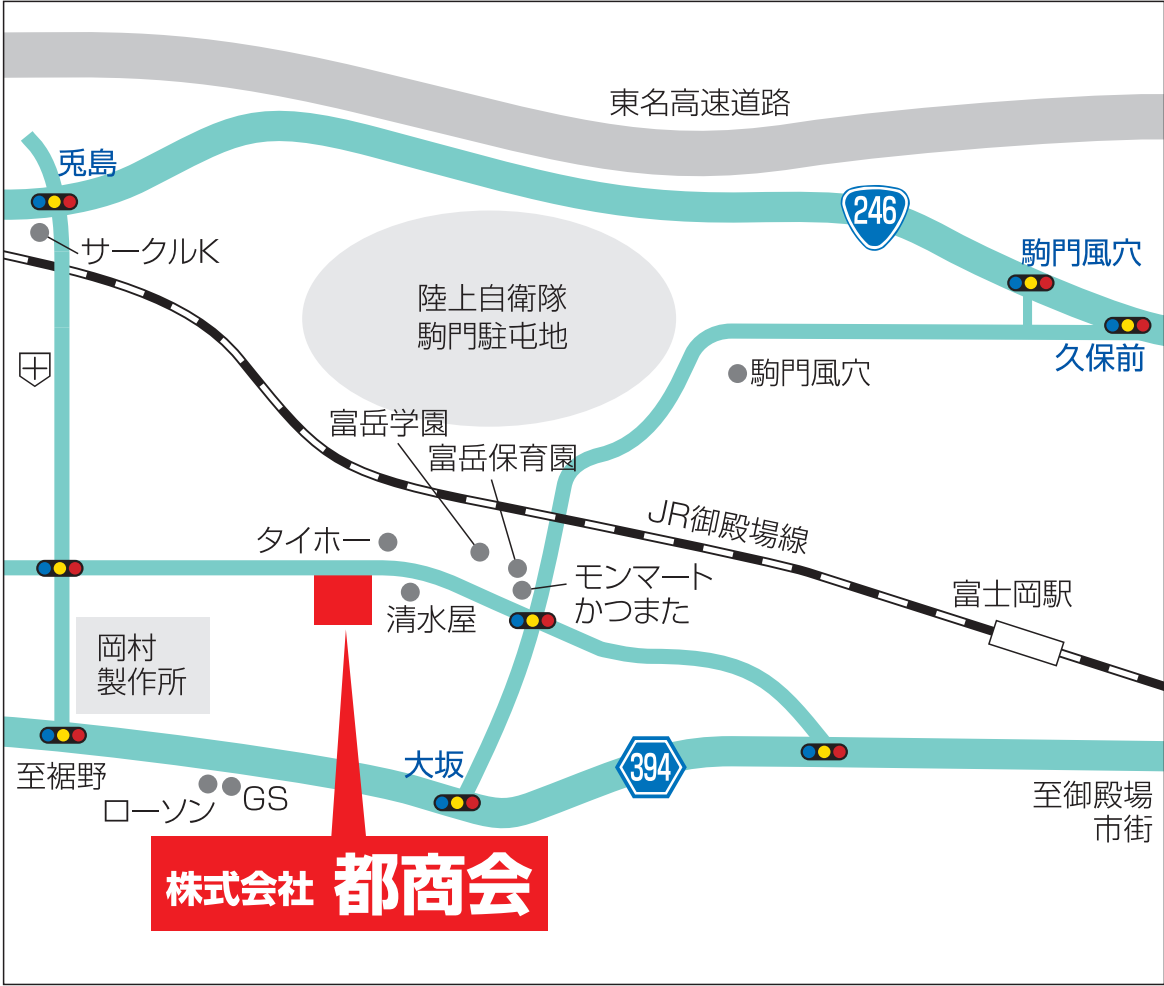 東名高速道路
兎島
246
サークルK
駒門風穴
陸上自衛隊
駒門駐屯地
久保前
駒門風穴
富岳学園
富岳保育園
JR御殿場線
タイホー
モンマート
かつまた
富士岡駅
清水屋
岡村
製作所
大坂
394
至裾野
ローソン
GS
至御殿場
市街
株式会社 都商会